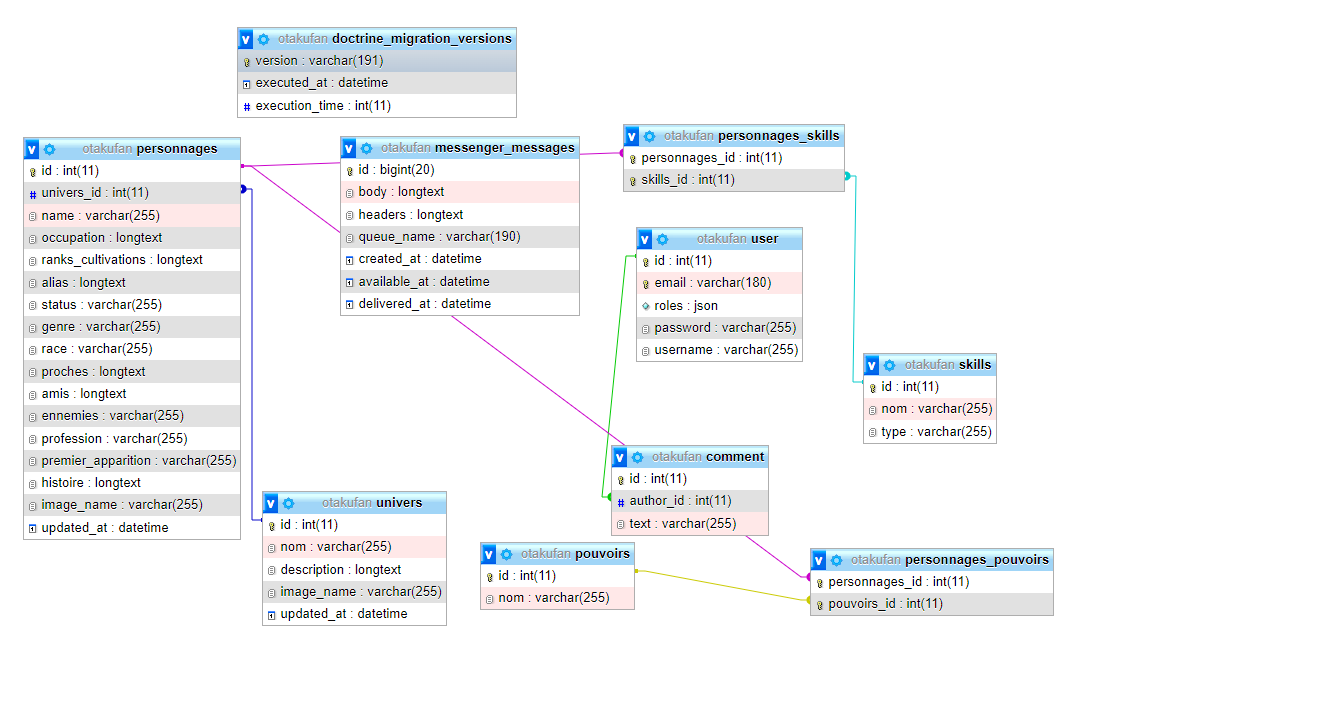 v otakufan doctrine_migration_versions
version : varchar(191)
executed_at : datetime
# execution_time : int(11)
v otakufan personnages
id : int(11)
# univers_id : int(11)
name : varchar(255)
occupation : longtext
ranks_cultivations : longtext
alias : longtext
status : varchar(255)
genre : varchar(255)
race : varchar(255)
proches : longtext
amis : longtext
ennemies : varchar(255)
profession : varchar(255)
premier_apparition : varchar(255)
histoire : longtext
image_name : varchar(255)
updated_at : datetime
v otakufan messenger_messages
id : bigint(20)
body : longtext
headers : longtext
queue_name : varchar(190)
created_at : datetime
available_at : datetime
delivered_at : datetime
v otakufan personnages_skills
personnages_id : int(11)
skills_id : int(11)
v otakufan user
id : int(11)
email : varchar(180)
roles : json
password : varchar(255)
username : varchar(255)
v otakufan skills
id : int(11)
nom : varchar(255)
type : varchar(255)
v otakufan comment
id : int(11)
# author_id : int(11)
text : varchar(255)
v otakufan univers
id : int(11)
nom : varchar(255)
description : longtext
image_name : varchar(255)
updated_at : datetime
v otakufan pouvoirs
id : int(11)
nom : varchar(255)
v otakufan personnages_pouvoirs
personnages_id : int(11)
pouvoirs_id : int(11)